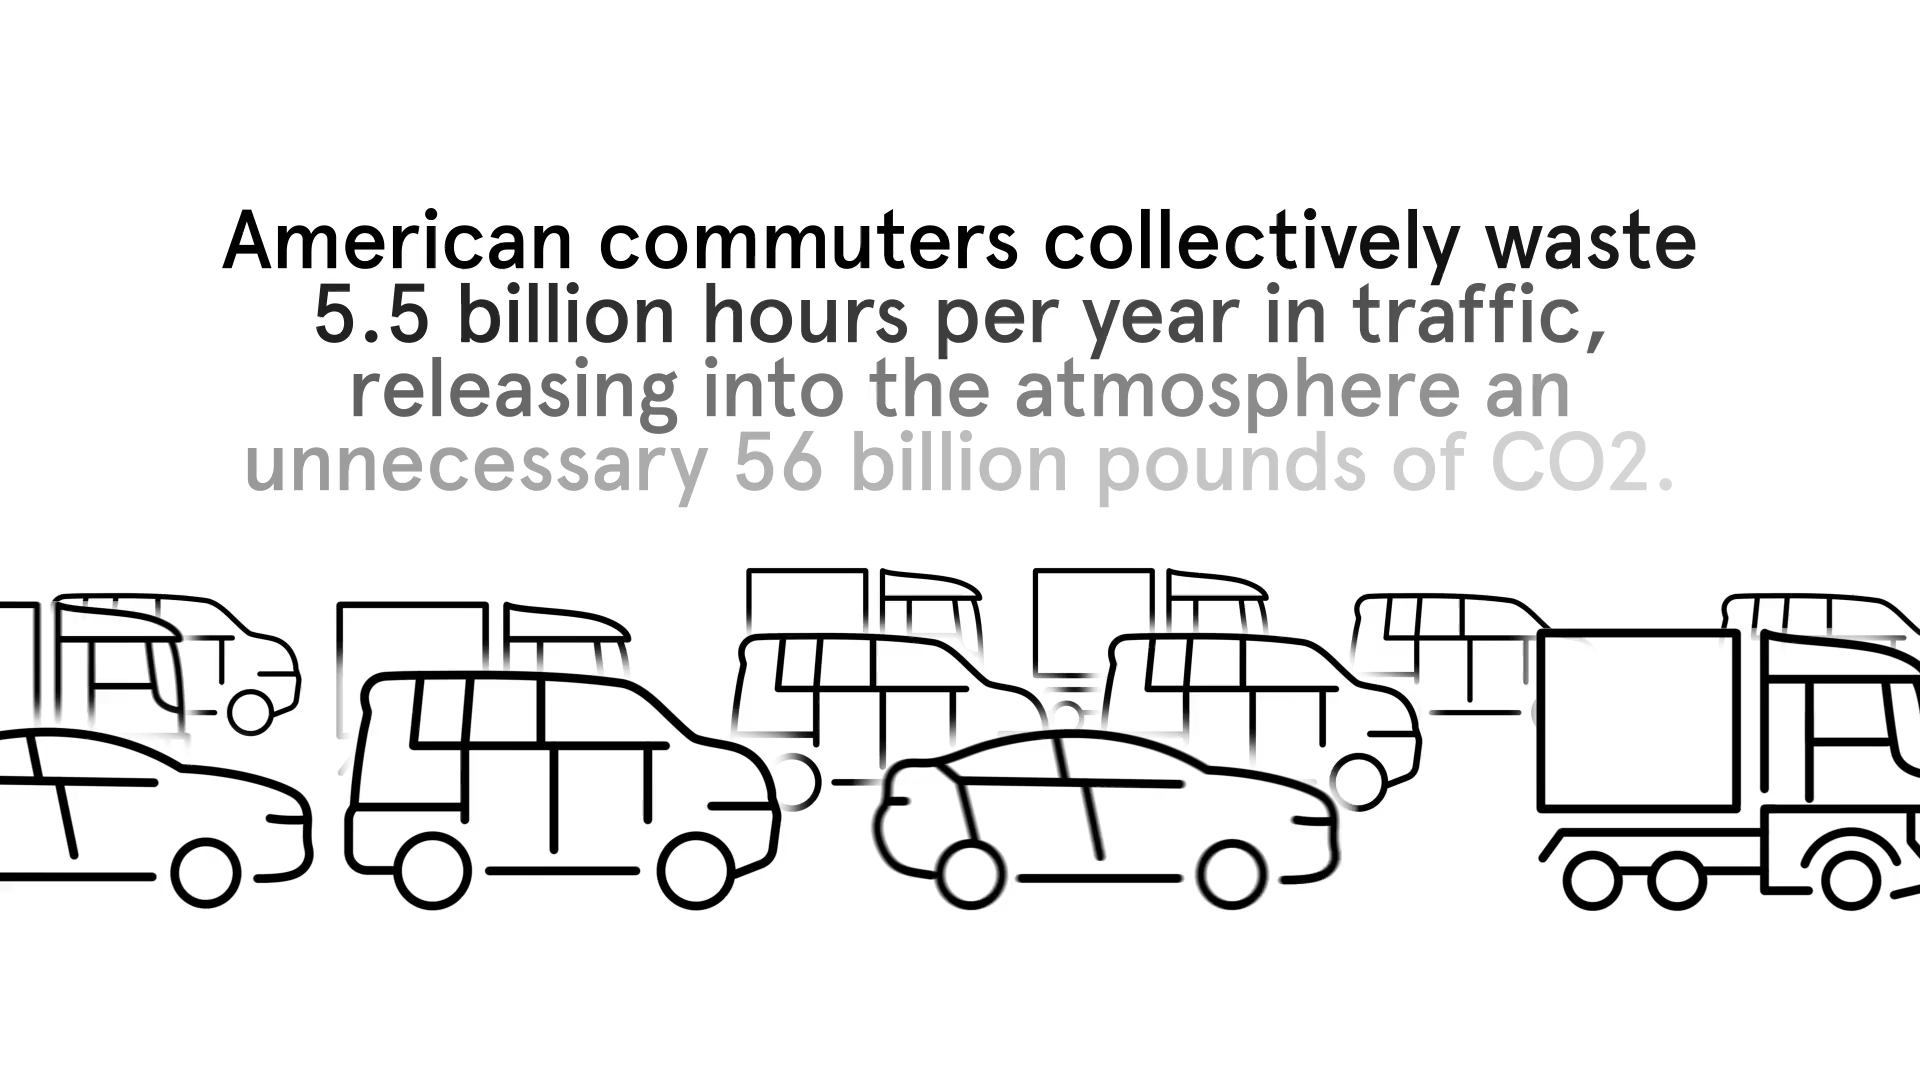 American commuters collectively waste
5.5 billion hours per year in traffic,
releasing into the atmosphere an
unnecessary 56 billion pounds of CO2.